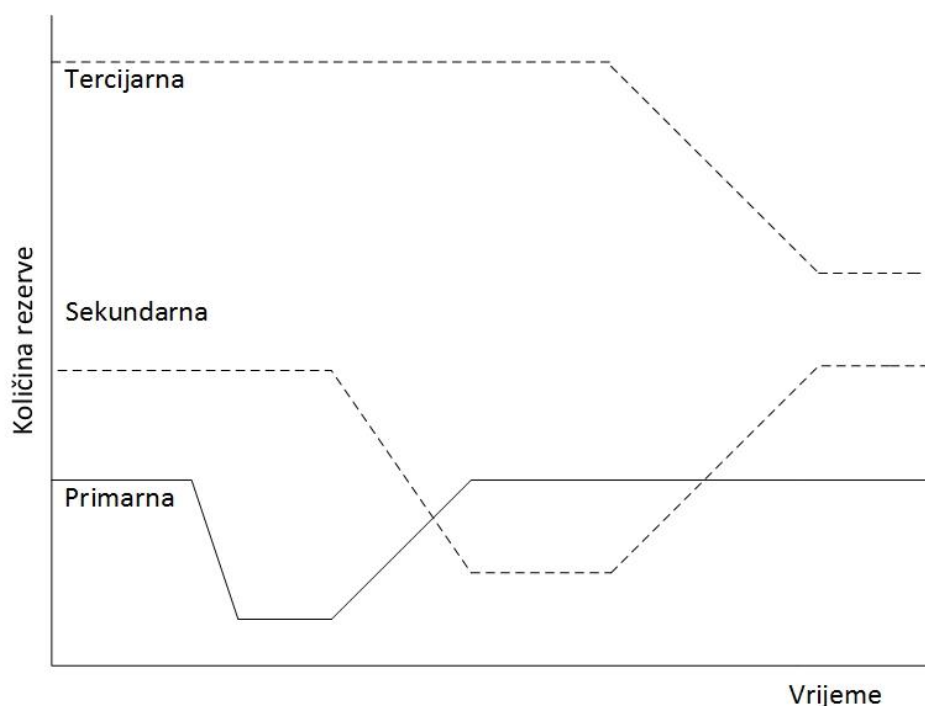 Tercijarna
Sekundarna
Primarna
Količina rezerve
Vrijeme